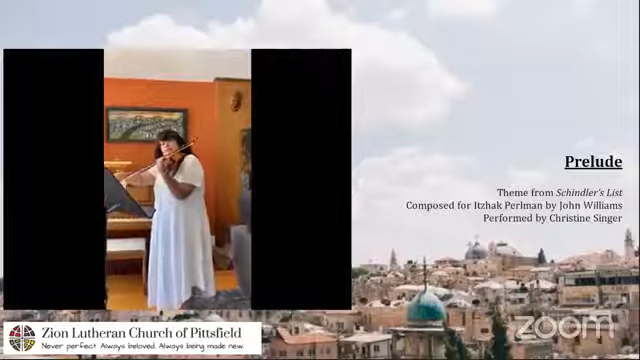 Prelude
Theme from Schindler's List
Composed for Itzhak Perlman by John Williams
Performed by Christine Singer
Zion Lutheran Church of Pittsfield
Never perfect. Always beloved. Always being made new.
zoom